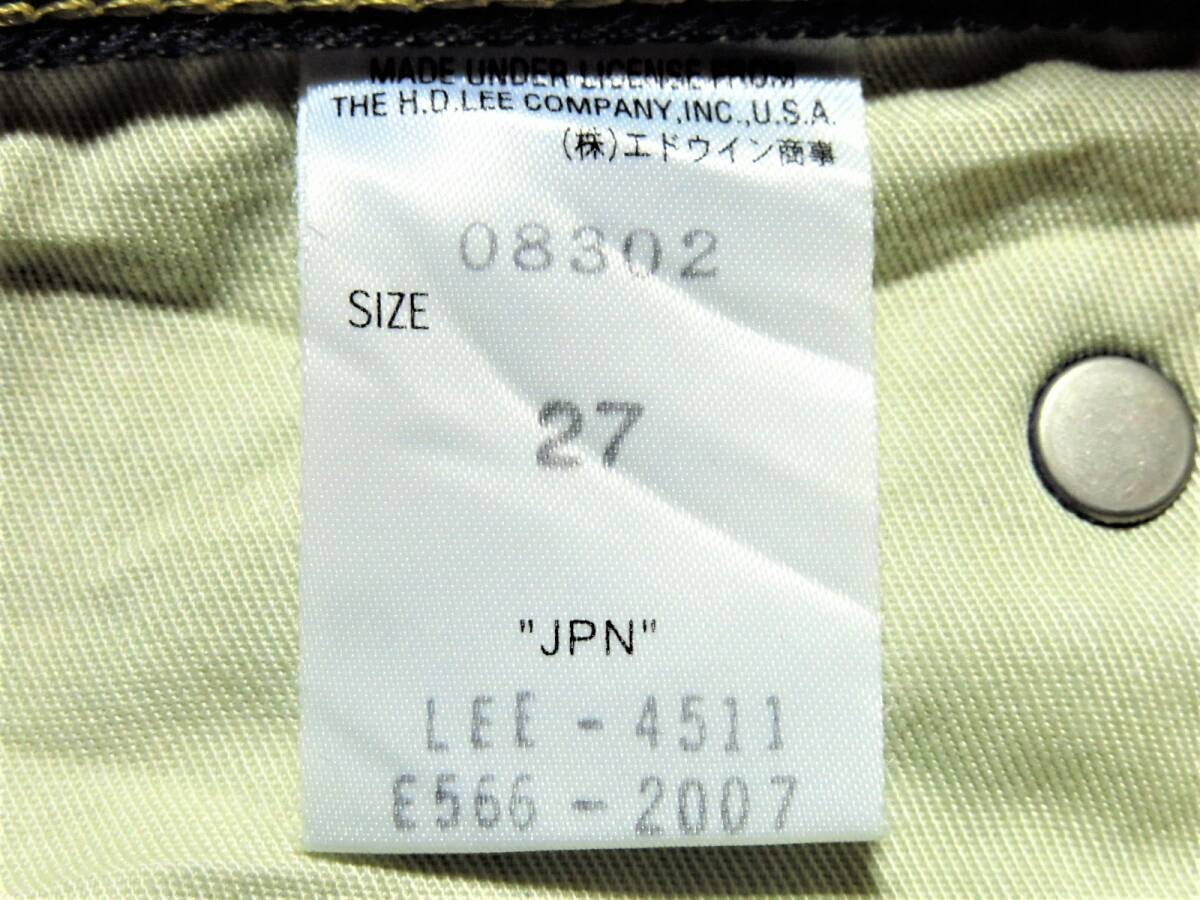 MADE UNDER LICENSE FROM
THE H.D.LEE COMPANY,INC.,U.S.A.
(株)エドウイン商事
08302
SIZE
27
"JPN"
LEE-4511
E566-2007